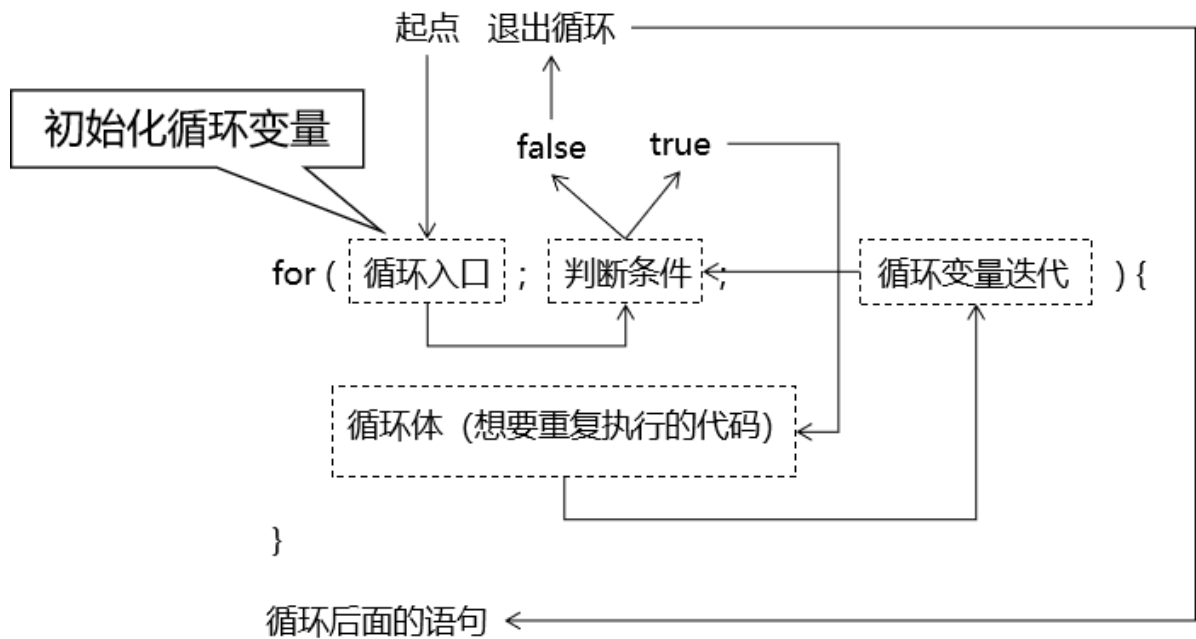 起点 退出循环
初始化循环变量
false true
for ( 循环入口 ; 判断条件 ; 循环变量迭代 ) {
循环体（想要重复执行的代码）
}
循环后面的语句